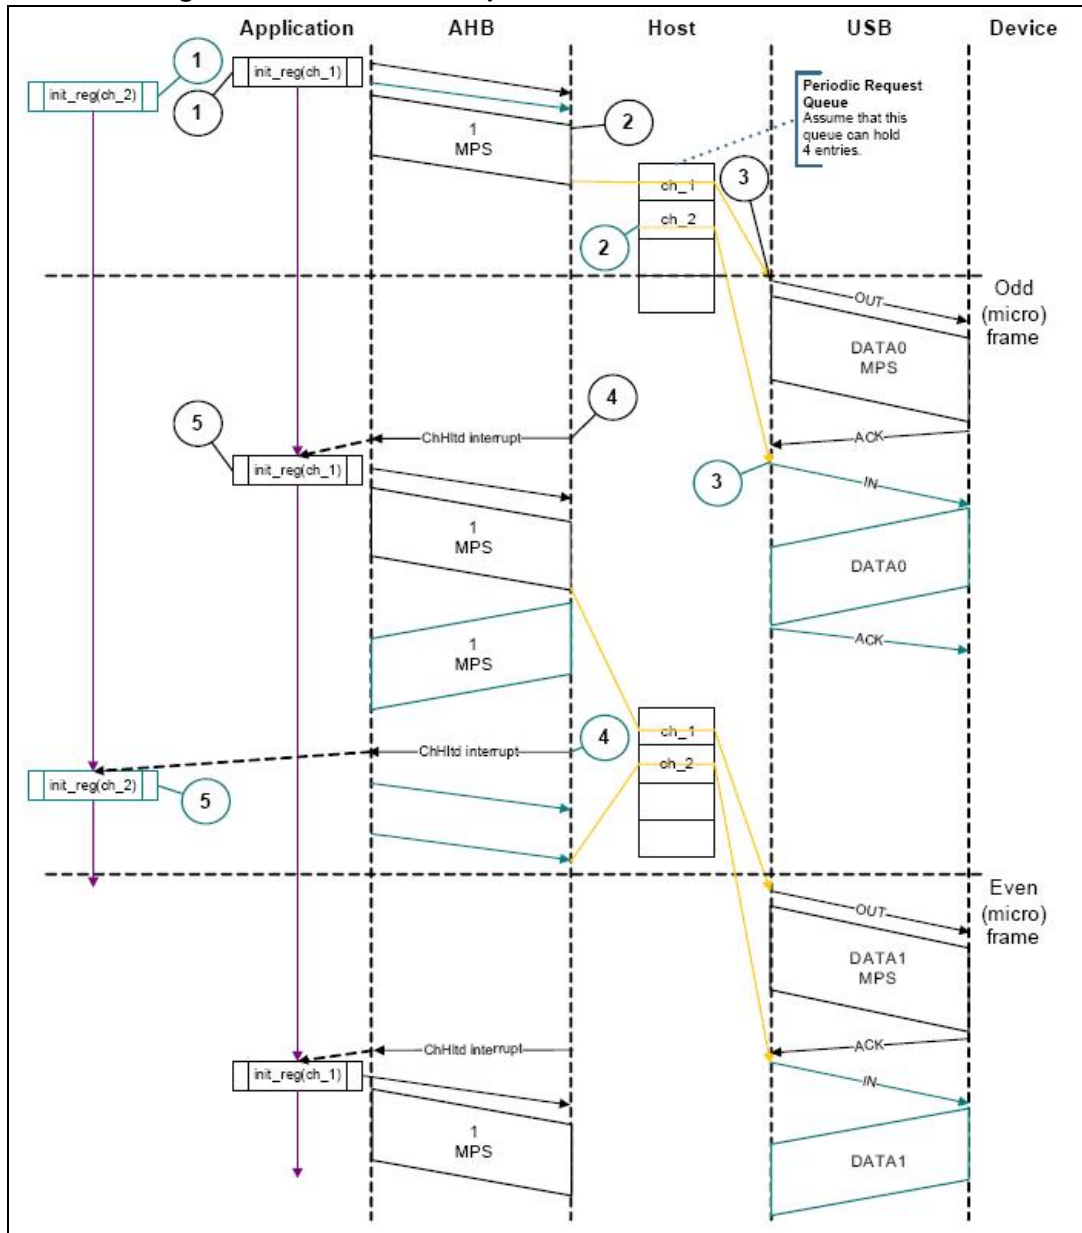 Application AHB Host USB Device
1
init_reg(ch_1)
init_reg(ch_2)
1
Periodic Request
Queue
Assume that this
queue can hold
4 entries.
2
1
MPS
3
ch_1
ch_2
2
Odd
(micro)
frame
OUT
DATA0
MPS
4
5
ChHltd interrupt
ACK
init_reg(ch_1)
3
IN
1
MPS
DATA0
ACK
1
MPS
ch_1
4
ChHltd interrupt
ch_2
init_reg(ch_2)
5
Even
(micro)
frame
OUT
DATA1
MPS
ChHltd interrupt
ACK
init_reg(ch_1)
IN
1
MPS
DATA1